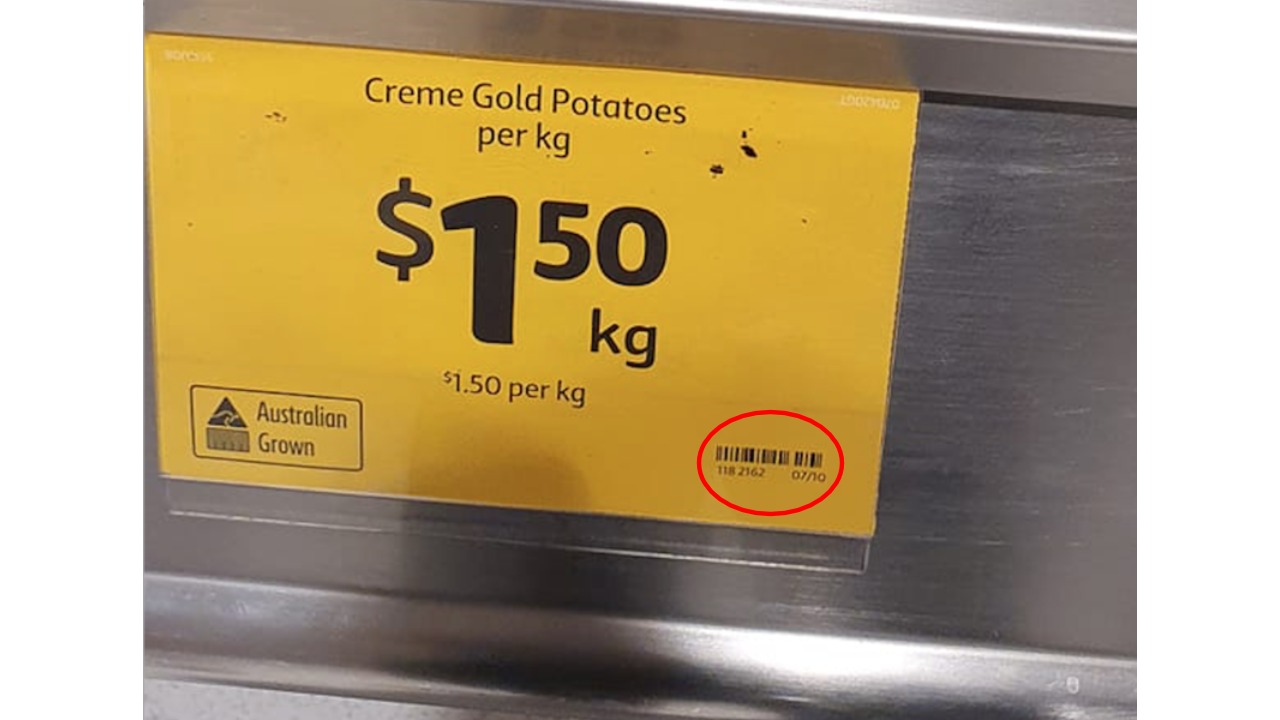 Creme Gold Potatoes
per kg
$1 50
kg
$1.50 per kg
Australian
Grown
118 2162 07/10